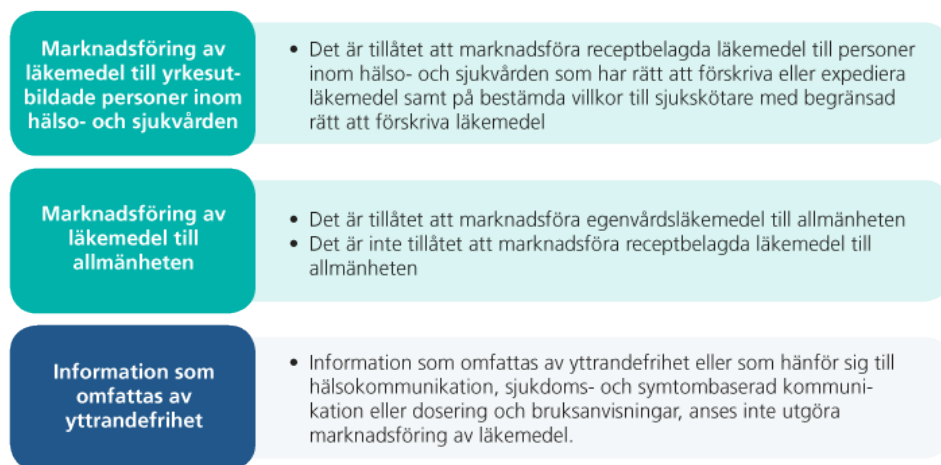 Marknadsföring av
läkemedel till yrkesut-
bildade personer inom
hälso- och sjukvården
• Det är tillåtet att marknadsföra receptbelagda läkemedel till personer
inom hälso- och sjukvården som har rätt att förskriva eller expediera
läkemedel samt på bestämda villkor till sjukskötare med begränsad
rätt att förskriva läkemedel
Marknadsföring av
läkemedel till
allmänheten
• Det är tillåtet att marknadsföra egenvårdsläkemedel till allmänheten
• Det är inte tillåtet att marknadsföra receptbelagda läkemedel till
allmänheten
Information som
omfattas av
yttrandefrihet
• Information som omfattas av yttrandefrihet eller som hänför sig till
hälsokommunikation, sjukdoms- och symtombaserad kommuni-
kation eller dosering och bruksanvisningar, anses inte utgöra
marknadsföring av läkemedel.